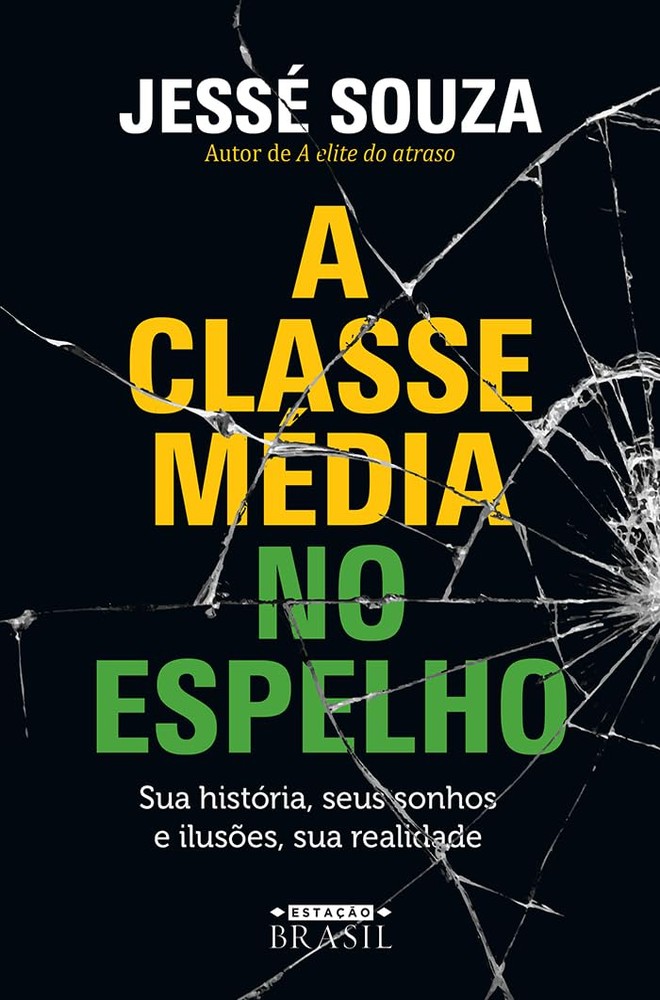 JESSÉ SOUZA
Autor de A elite do atraso
A
CLASSE
MÉDIA
NO
ESPELHO
Sua história, seus sonhos
e ilusões, sua realidade
ESTAÇÃO
BRASIL